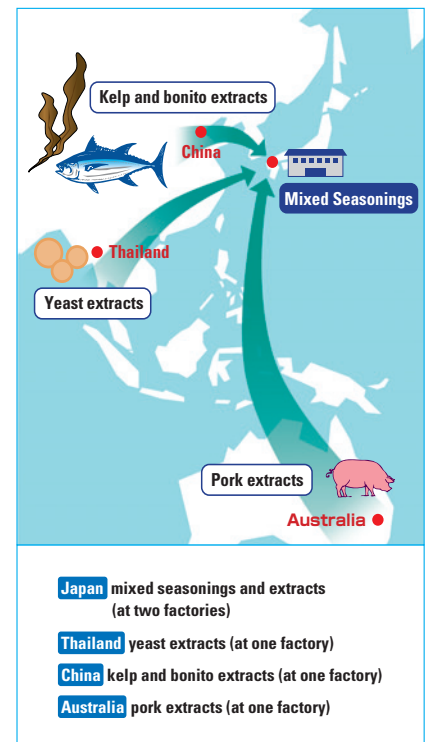 Kelp and bonito extracts
China
Mixed Seasonings
Thailand
Yeast extracts
Pork extracts
Australia
Japan mixed seasonings and extracts
(at two factories)
Thailand yeast extracts (at one factory)
China kelp and bonito extracts (at one factory)
Australia pork extracts (at one factory)